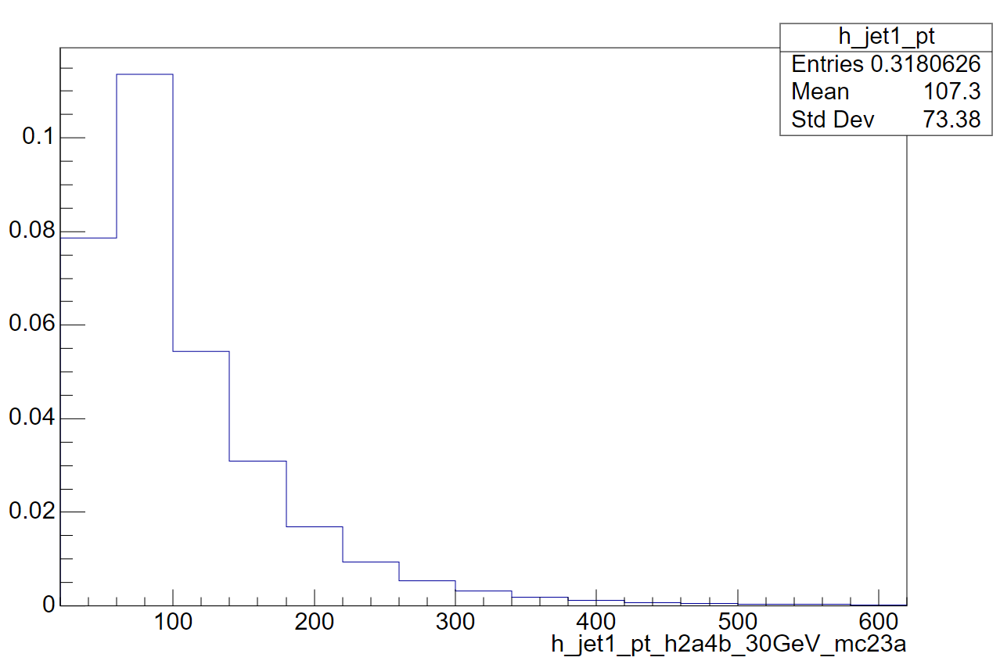 h_jet1_pt
Entries 0.3180626
Mean 107.3
Std Dev 73.38
0.1
0.08
0.06
0.04
0.02
0
100 200 300 400 500 600
h_jet1_pt_h2a4b_30GeV_mc23a